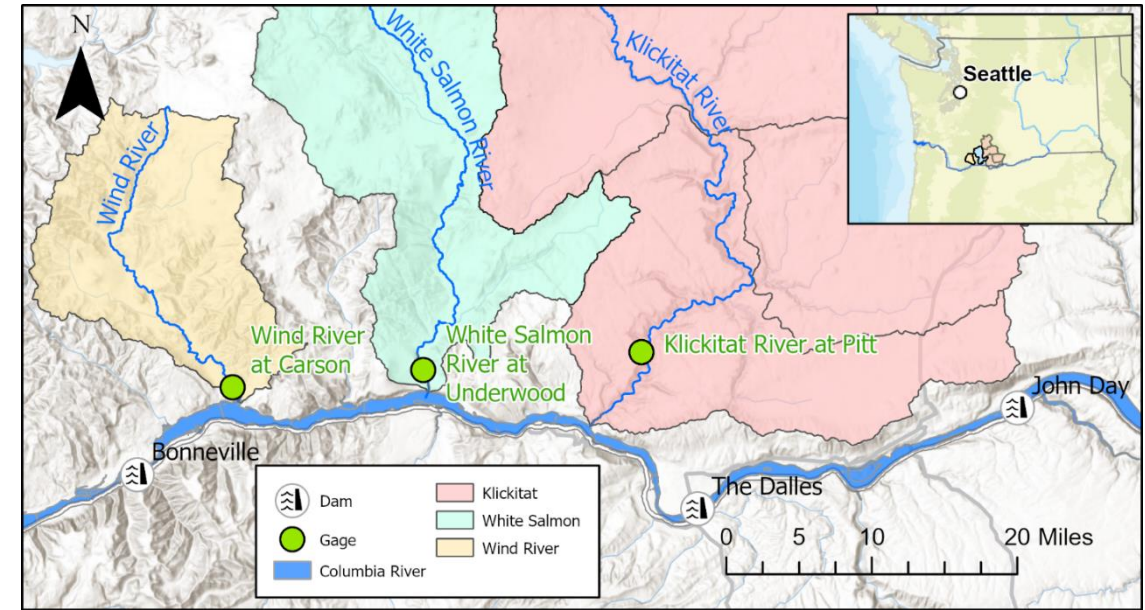 N
White Salmon River
Klickitat River
Wind River
Seattle
Wind River
at Carson
White Salmon
River at
Underwood
Klickitat River at Pitt
John Day
Bonneville
The Dalles
Dam
Gage
Columbia River
Klickitat
White Salmon
Wind River
0 5 10 20 Miles